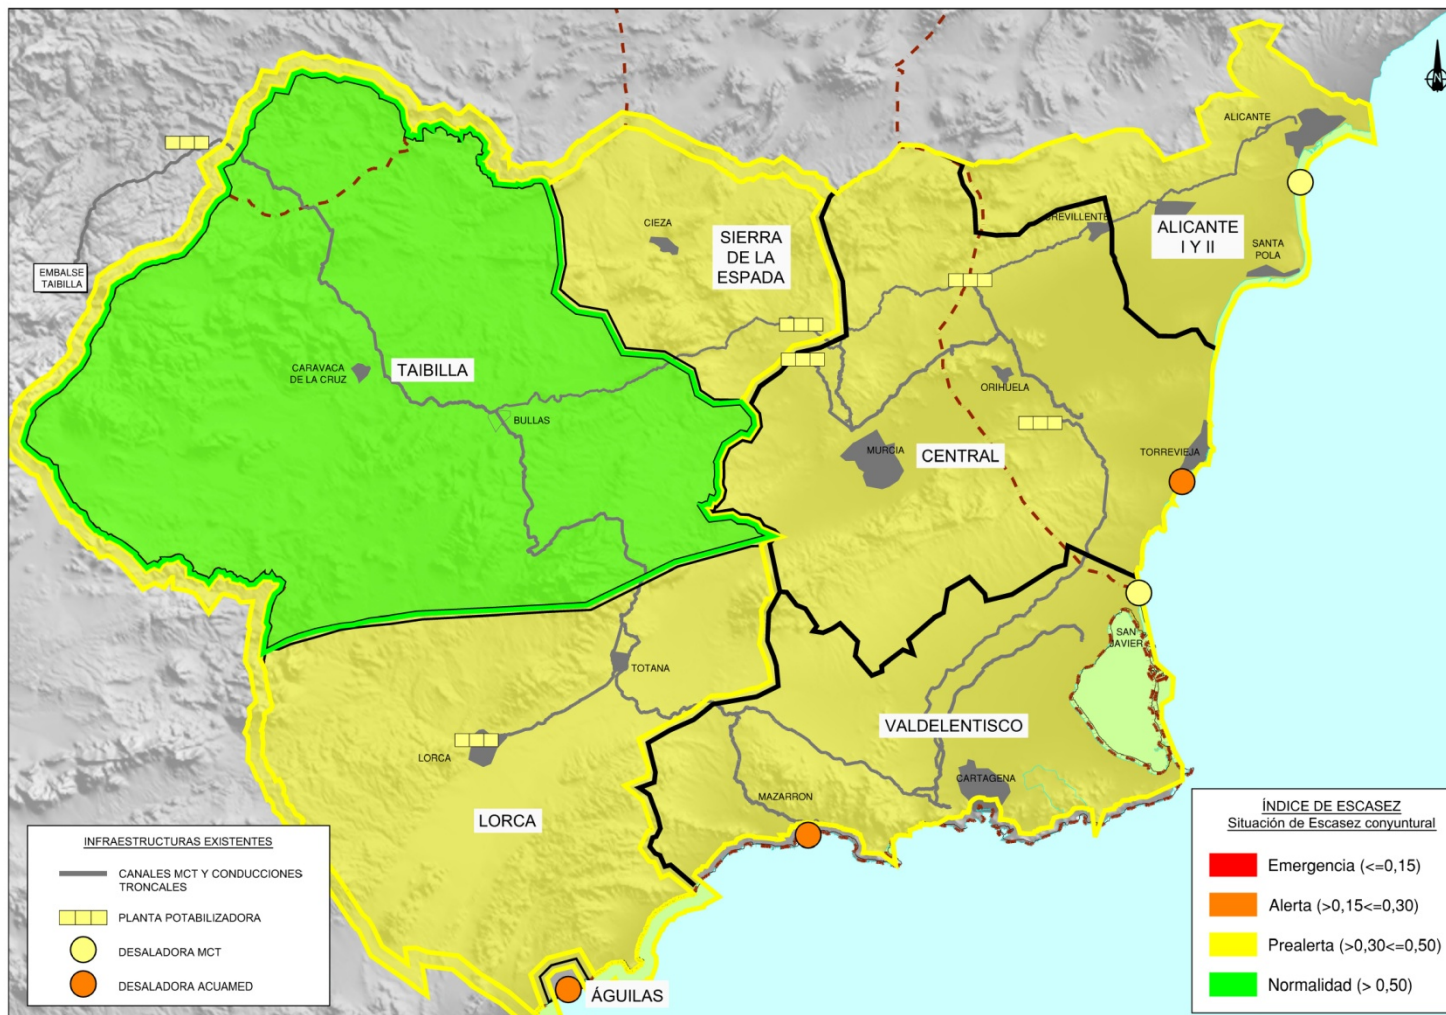 ALICANTE
CIEZA
CREVILLENTE
SIERRA
DE LA
ESPADA
ALICANTE
I Y II
SANTA
POLA
EMBALSE
TAIBILLA
CARAVACA
DE LA CRUZ
TAIBILLA
ORIHUELA
BULLAS
MURCIA
CENTRAL
TORREVIEJA
SAN
JAVIER
TOTANA
VALDELENTISCO
LORCA
CARTAGENA
MAZARRON
LORCA
ÁGUILAS
INFRAESTRUCTURAS EXISTENTES
CANALES MCT Y CONDUCCIONES
TRONCALES
PLANTA POTABILIZADORA
DESALADORA MCT
DESALADORA ACUAMED
ÍNDICE DE ESCASEZ
Situación de Escasez conyuntural
Emergencia (<=0,15)
Alerta (>0,15<=0,30)
Prealerta (>0,30<=0,50)
Normalidad (> 0,50)
N